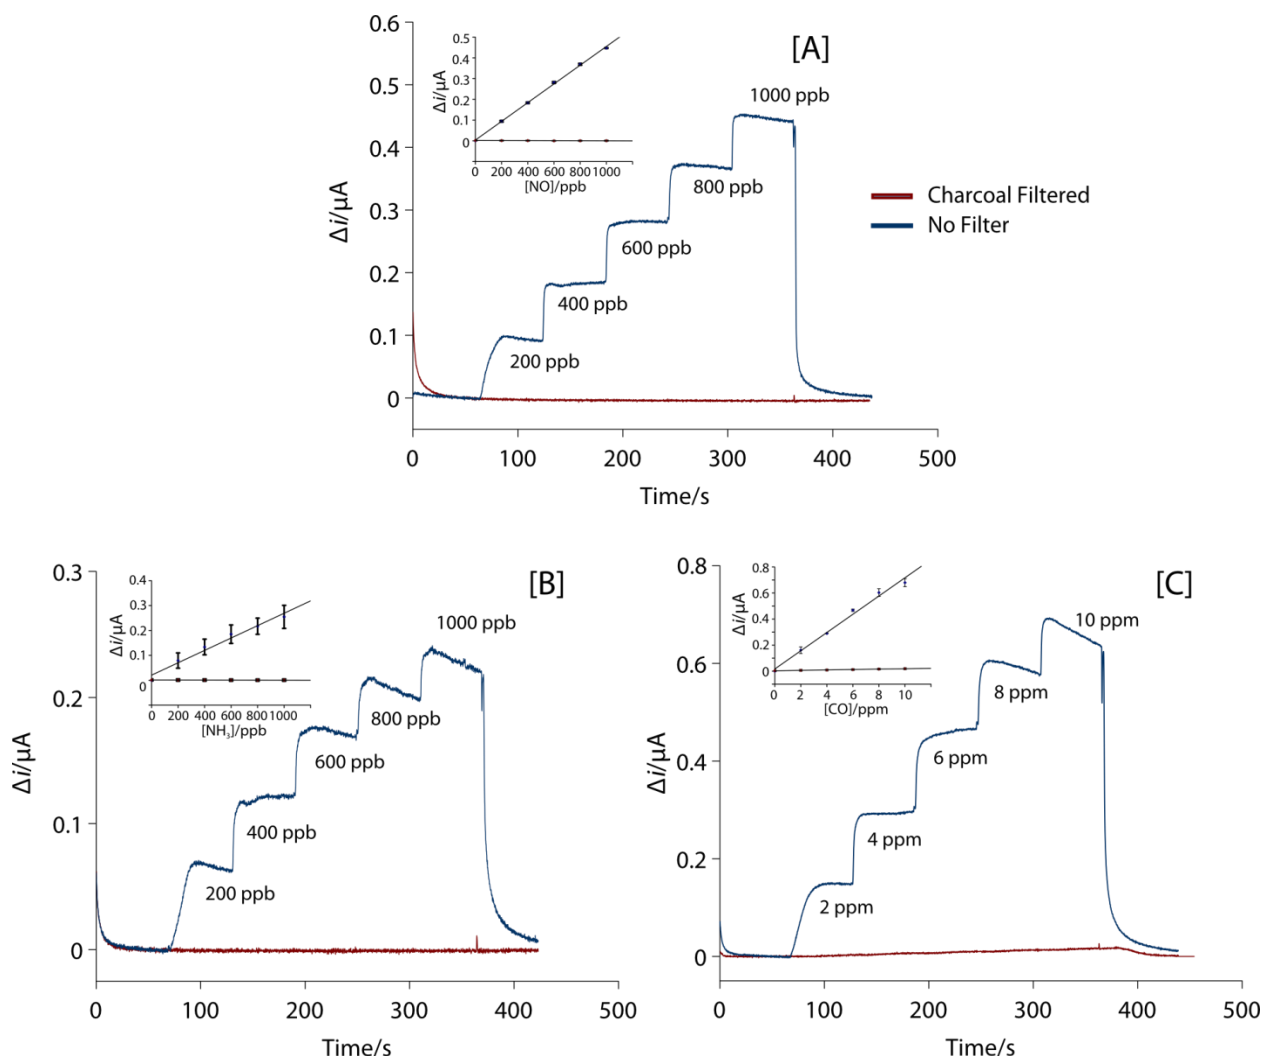 [A]
0.6
0.5
0.4
0.3
0.2
0.1
0
Δi/μA
0 100 200 300 400 500
Time/s
200 ppb
400 ppb
600 ppb
800 ppb
1000 ppb
0.5
0.4
0.3
0.2
0.1
0
Δi/μA
0 200 400 600 800 1000
[NO]/ppb
Charcoal Filtered
No Filter
[B]
0.3
0.2
0.1
0
Δi/μA
0 100 200 300 400 500
Time/s
200 ppb
400 ppb
600 ppb
800 ppb
1000 ppb
0.4
0.3
0.2
0.1
0
Δi/μA
0 200 400 600 800 1000
[NH₃]/ppb
[C]
0.8
0.6
0.4
0.2
0
Δi/μA
0 100 200 300 400 500
Time/s
2 ppm
4 ppm
6 ppm
8 ppm
10 ppm
0.8
0.6
0.4
0.2
0
Δi/μA
0 2 4 6 8 10
[CO]/ppm